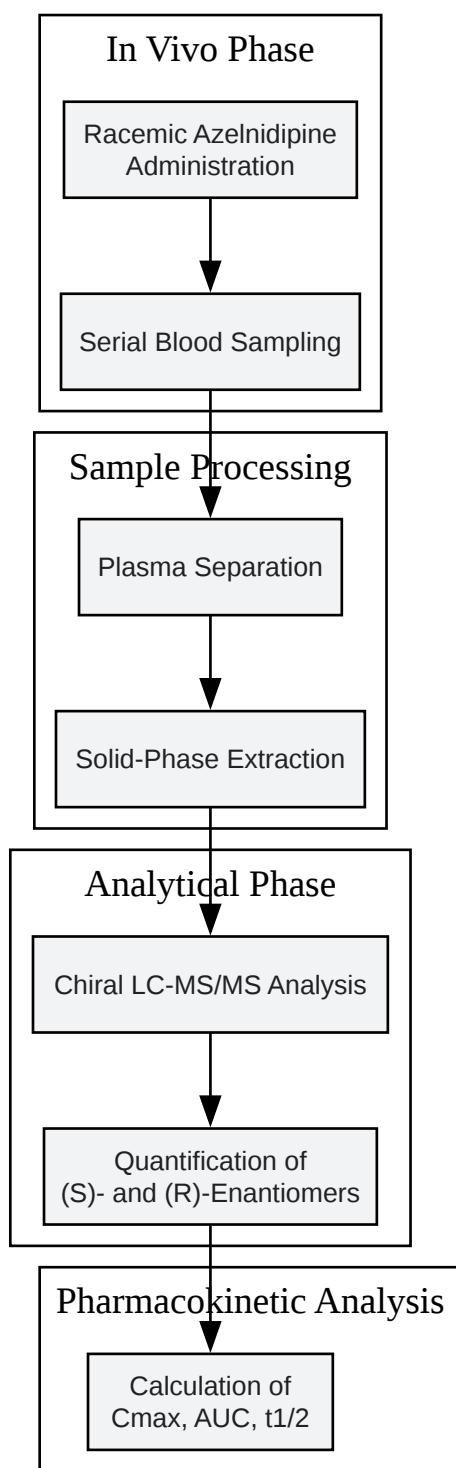 In Vivo Phase
Racemic Azelnidipine
Administration
Serial Blood Sampling
Sample Processing
Plasma Separation
Solid-Phase Extraction
Analytical Phase
Chiral LC-MS/MS Analysis
Quantification of
(S)- and (R)-Enantiomers
Pharmacokinetic Analysis
Calculation of
Cmax, AUC, t1/2